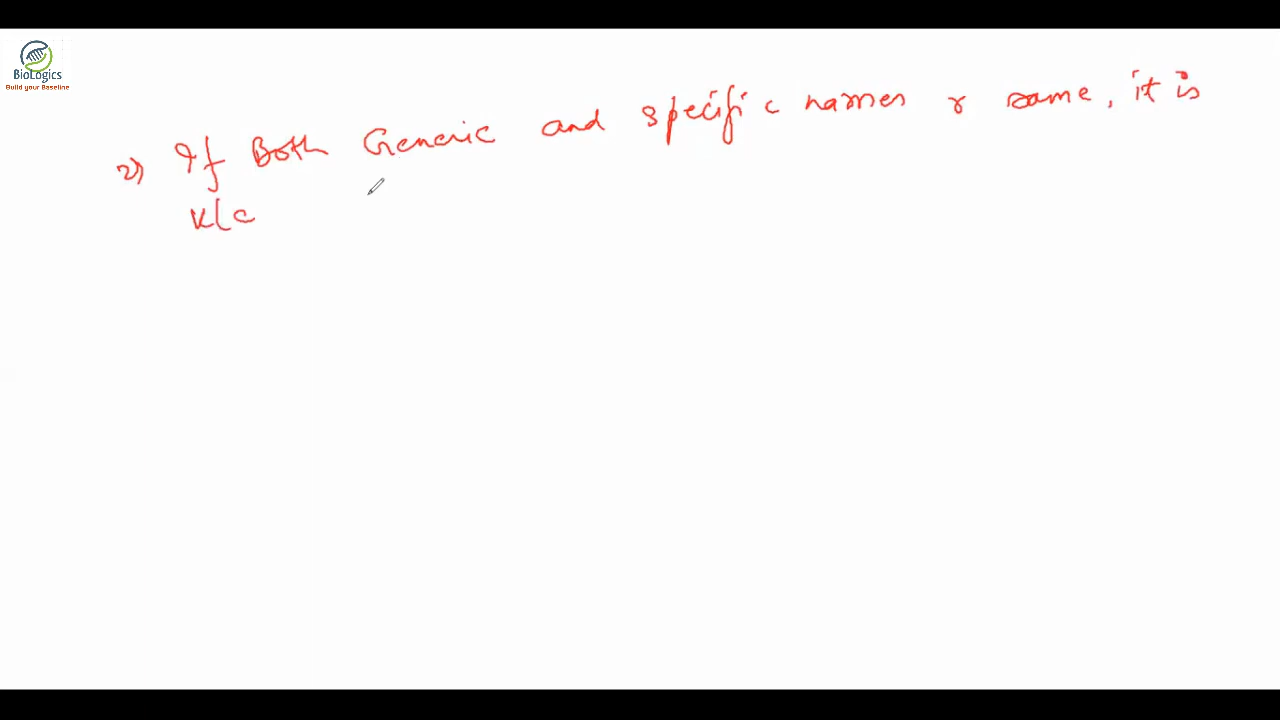 BioLogics
Build your Baseline
2) If Both Generic and specific names r same, it is
K/a